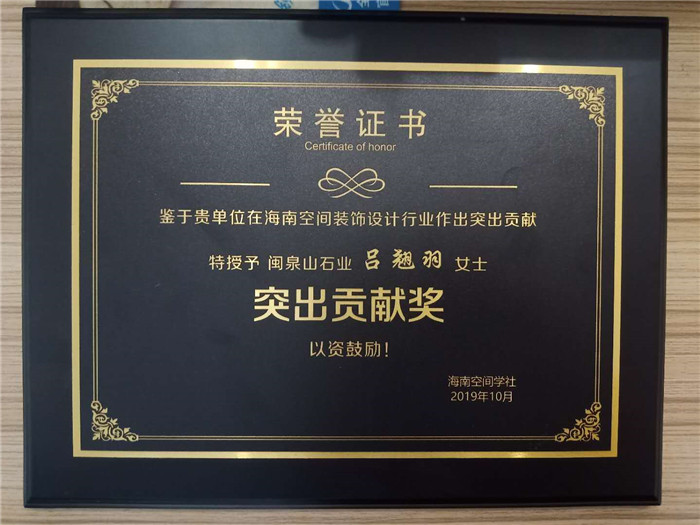 荣誉证书
Certificate of honor
鉴于贵单位在海南空间装饰设计行业作出突出贡献
特授予 闽泉山石业 吕翘羽 女士
突出贡献奖
以资鼓励！
海南空间学社
2019年10月